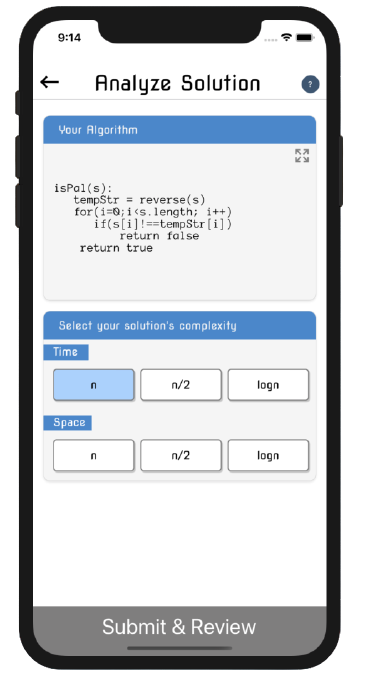 9:14
Analyze Solution
?
Your Algorithm
isPal(s):
tempStr = reverse(s)
for(i=0;i<s.length; i++)
if(s[i]!==tempStr[i])
return false
return true
Select your solution's complexity
Time
n n/2 logn
Space
n n/2 logn
Submit & Review